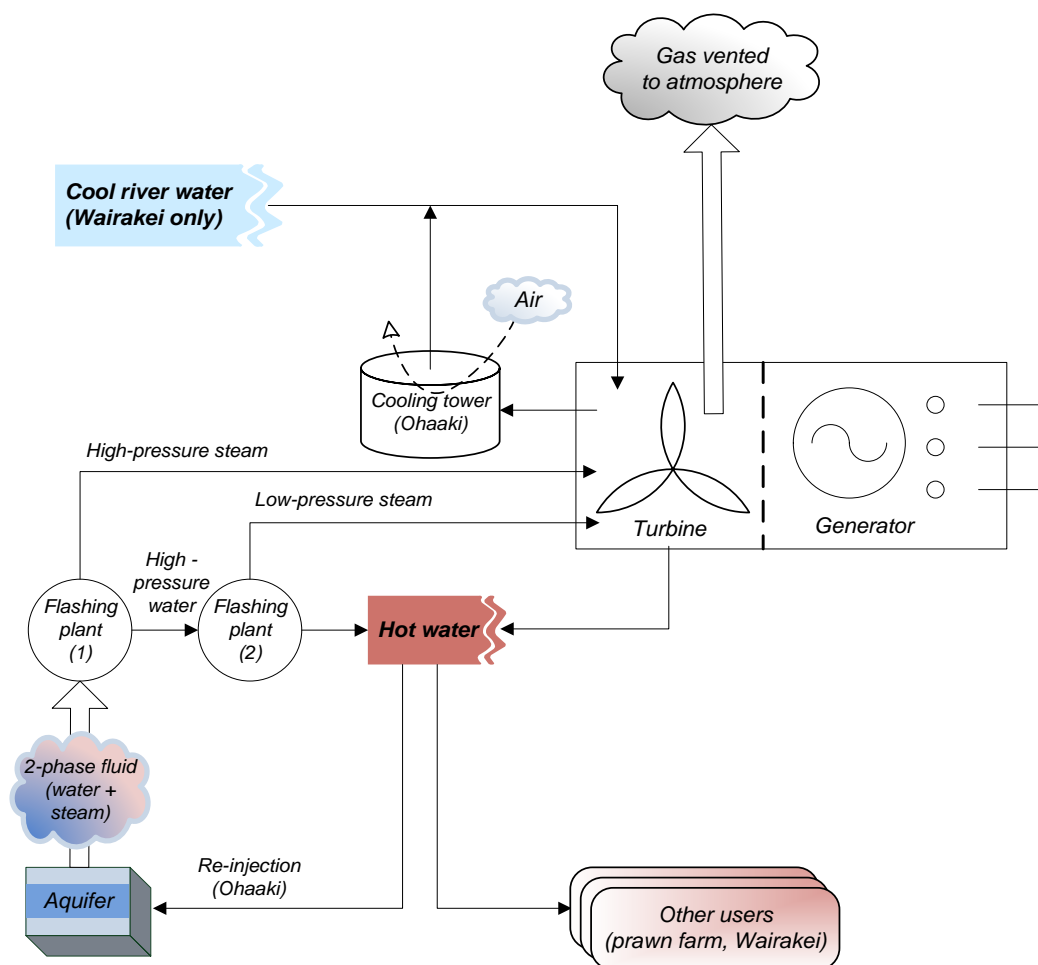 Gas vented
to atmosphere
Cool river water
(Wairakei only)
Air
Cooling tower
(Ohaaki)
High-pressure steam
Low-pressure steam
Turbine
Generator
High -
pressure
water
Flashing
plant
(1)
Flashing
plant
(2)
Hot water
2-phase fluid
(water +
steam)
Re-injection
(Ohaaki)
Aquifer
Other users
(prawn farm, Wairakei)